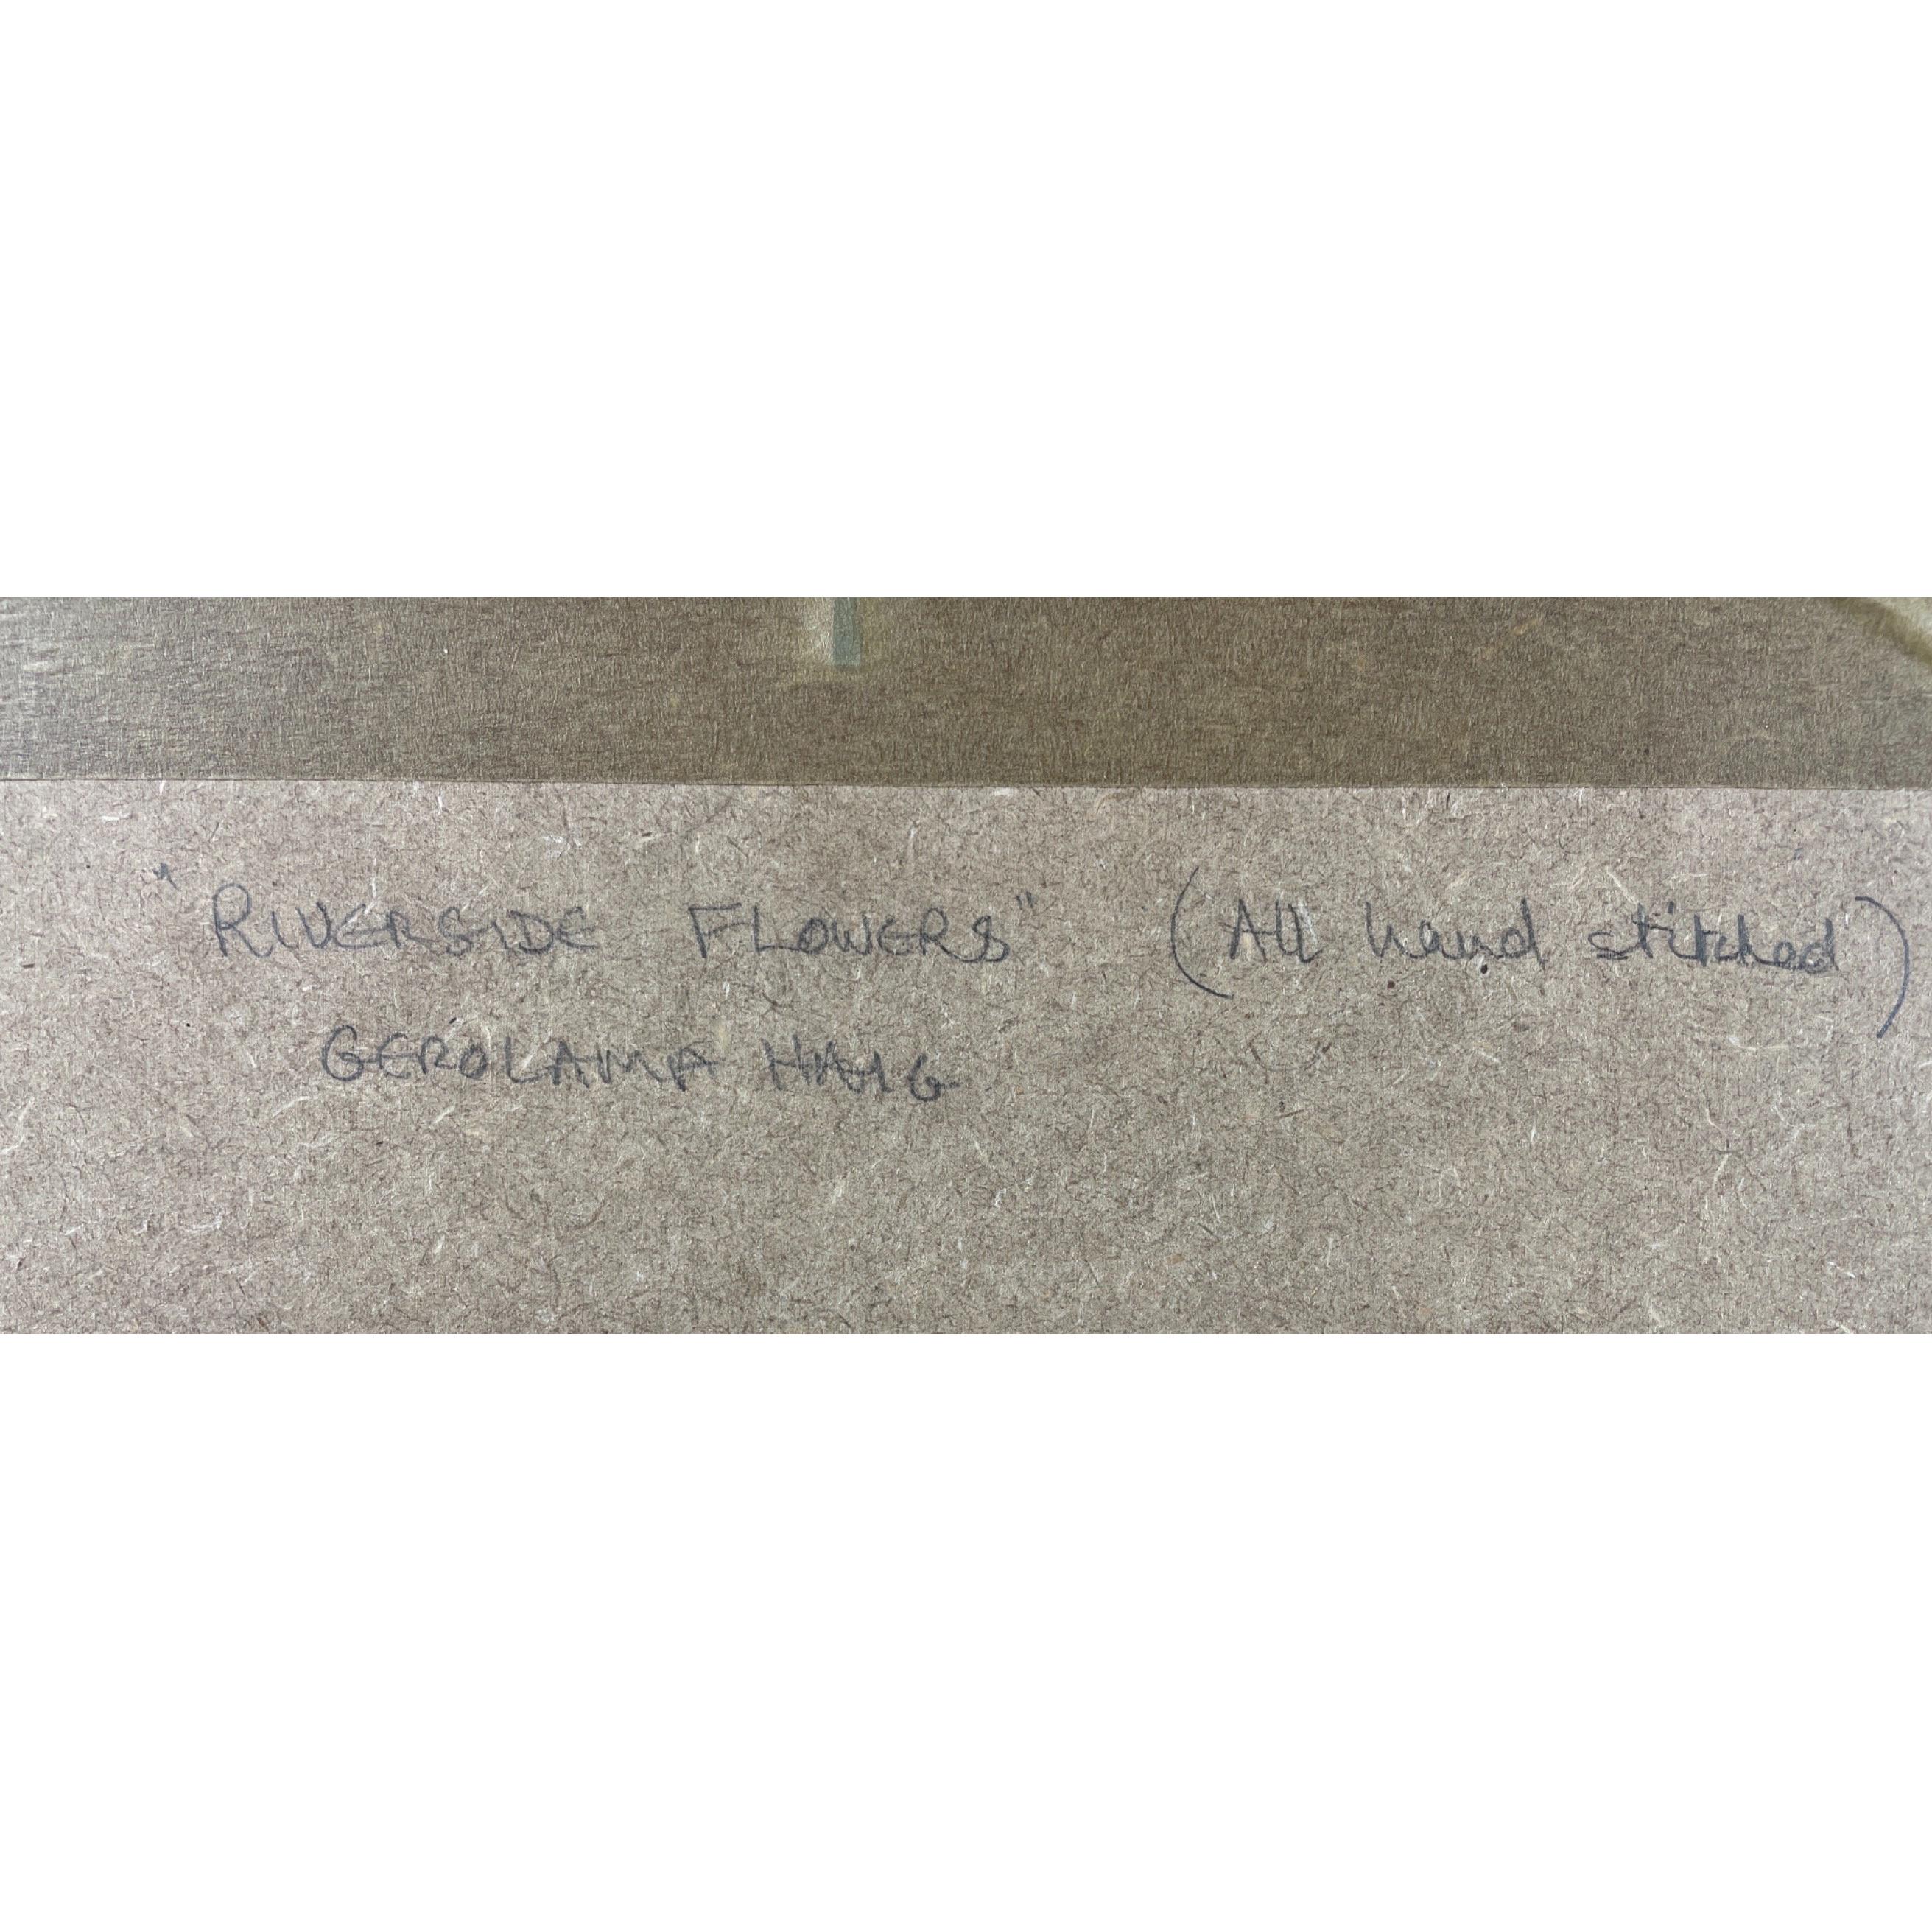 "RIVERSIDE FLOWERS" (All hand stitched)
GEROLAMA HAIG